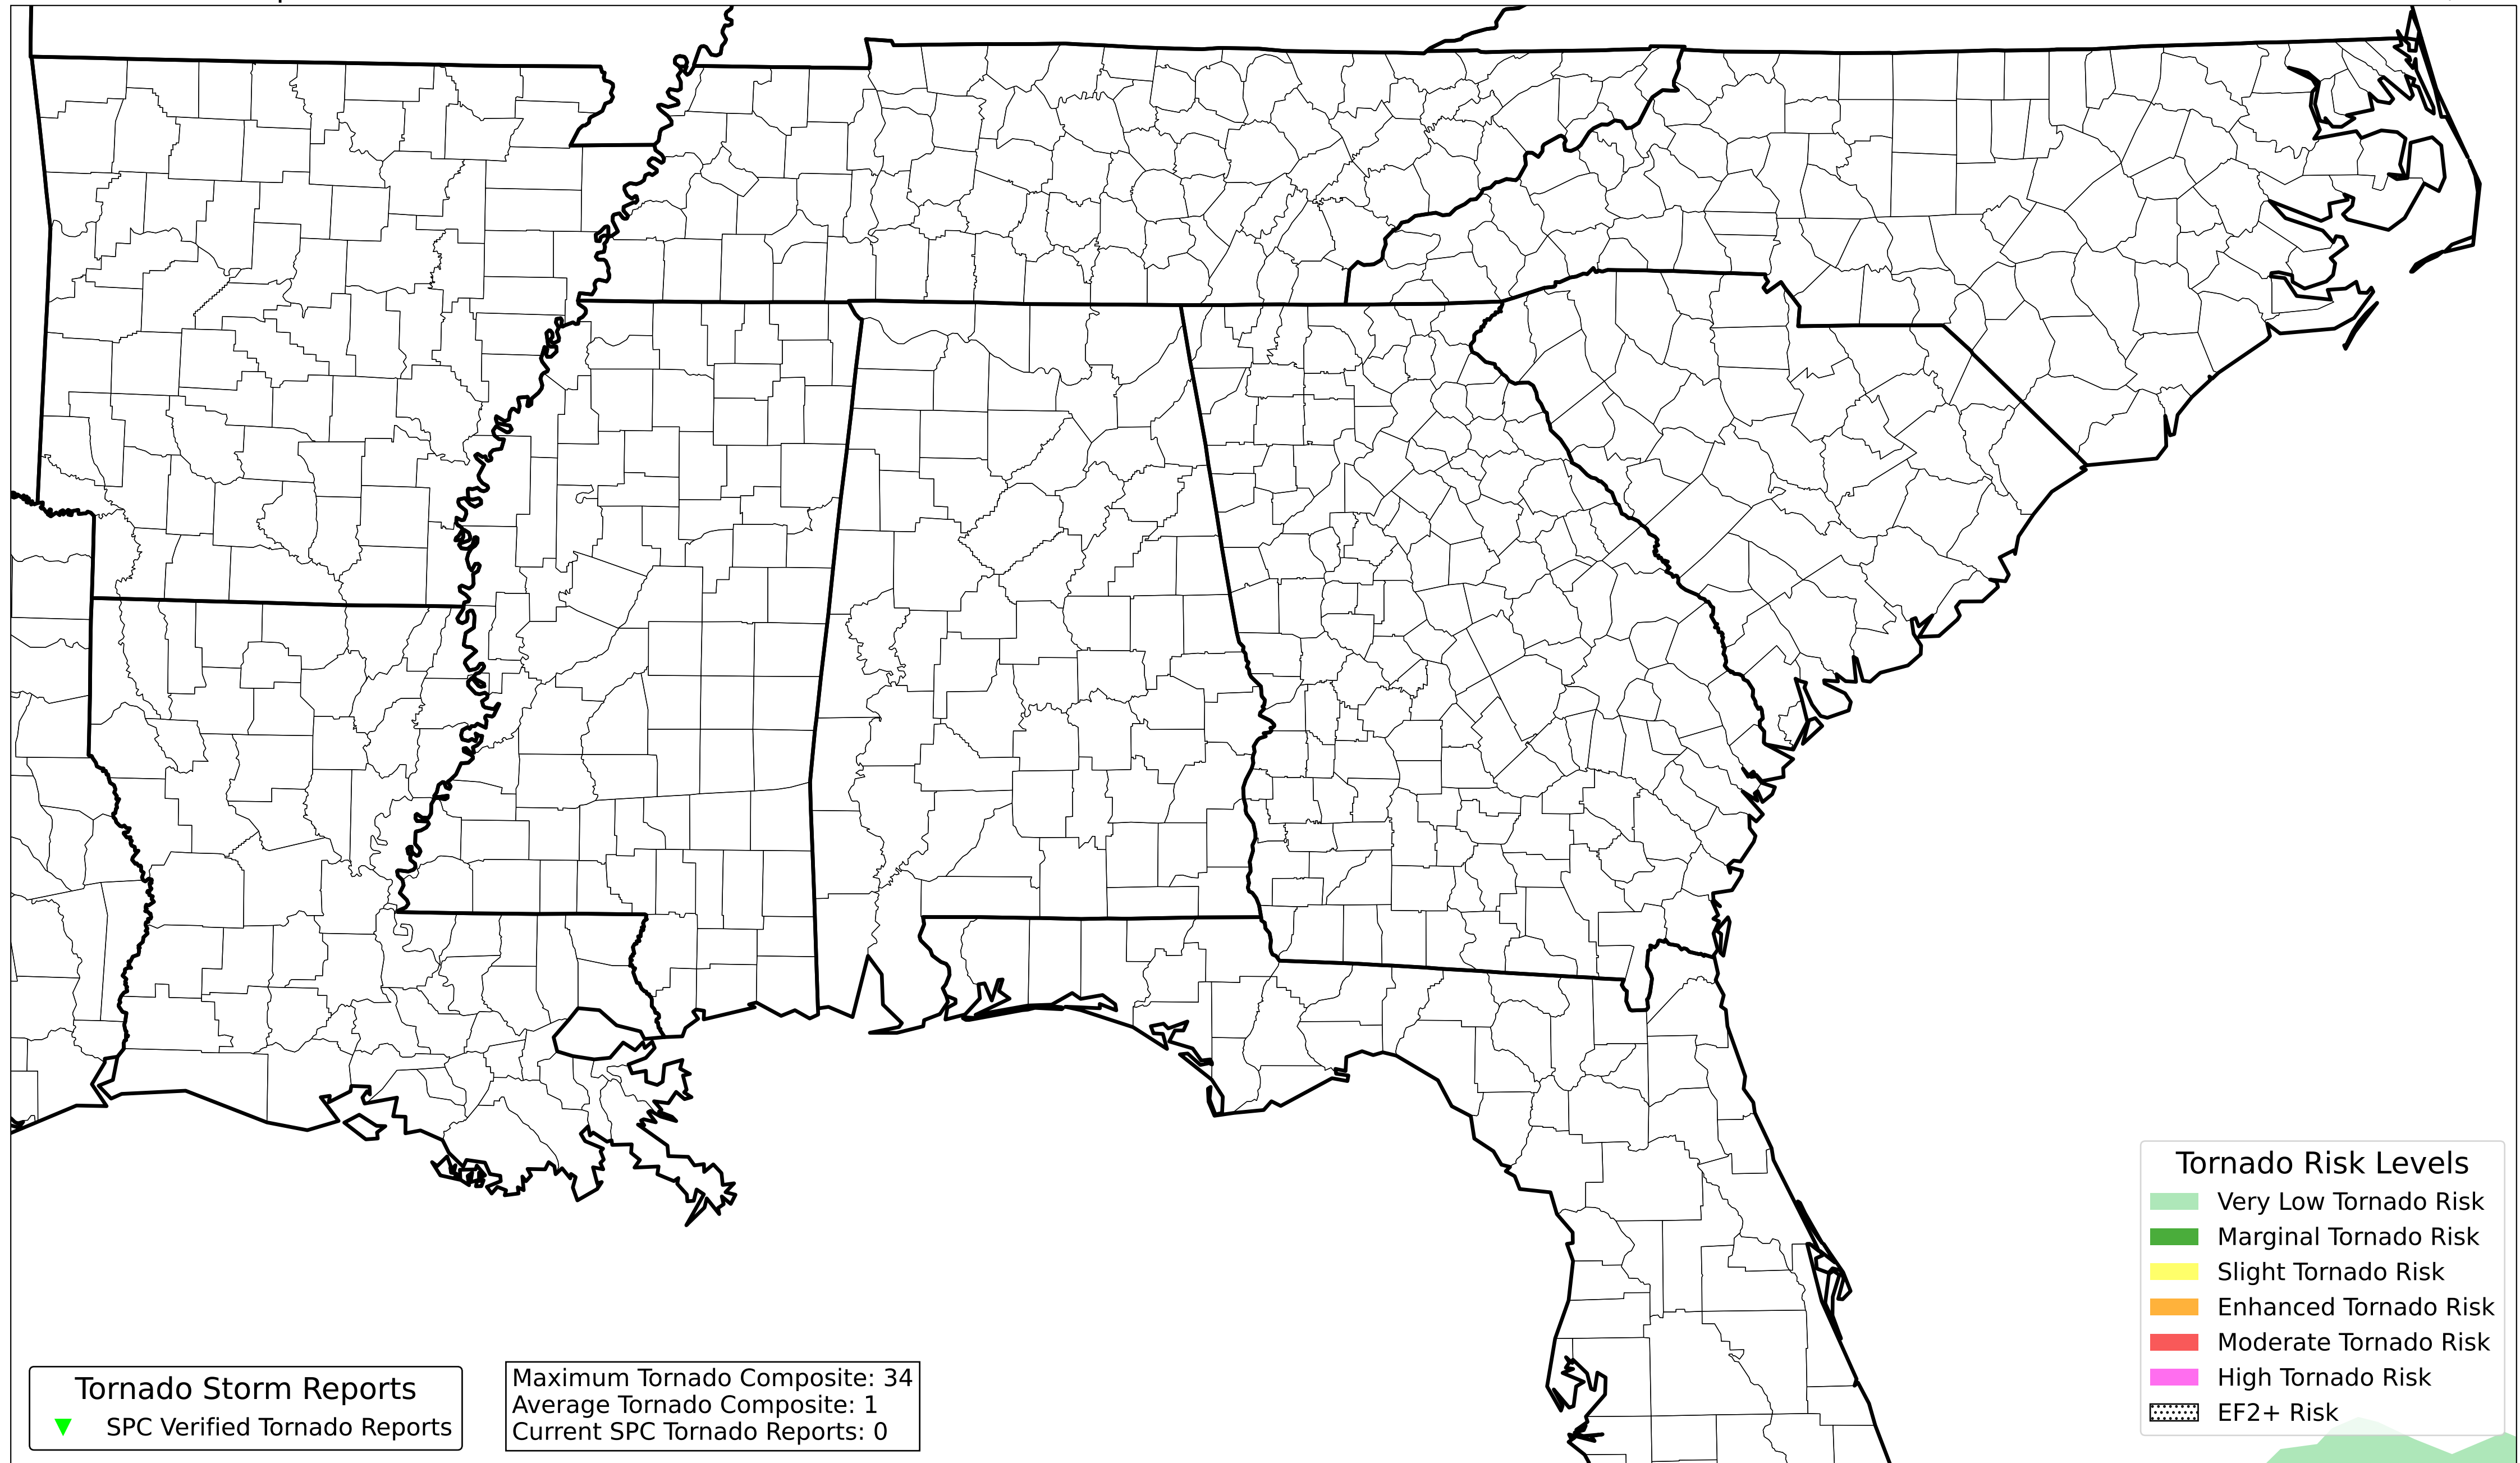 Tornado Storm Reports
SPC Verified Tornado Reports
Maximum Tornado Composite: 34
Average Tornado Composite: 1
Current SPC Tornado Reports: 0
Tornado Risk Levels
Very Low Tornado Risk
Marginal Tornado Risk
Slight Tornado Risk
Enhanced Tornado Risk
Moderate Tornado Risk
High Tornado Risk
EF2+ Risk